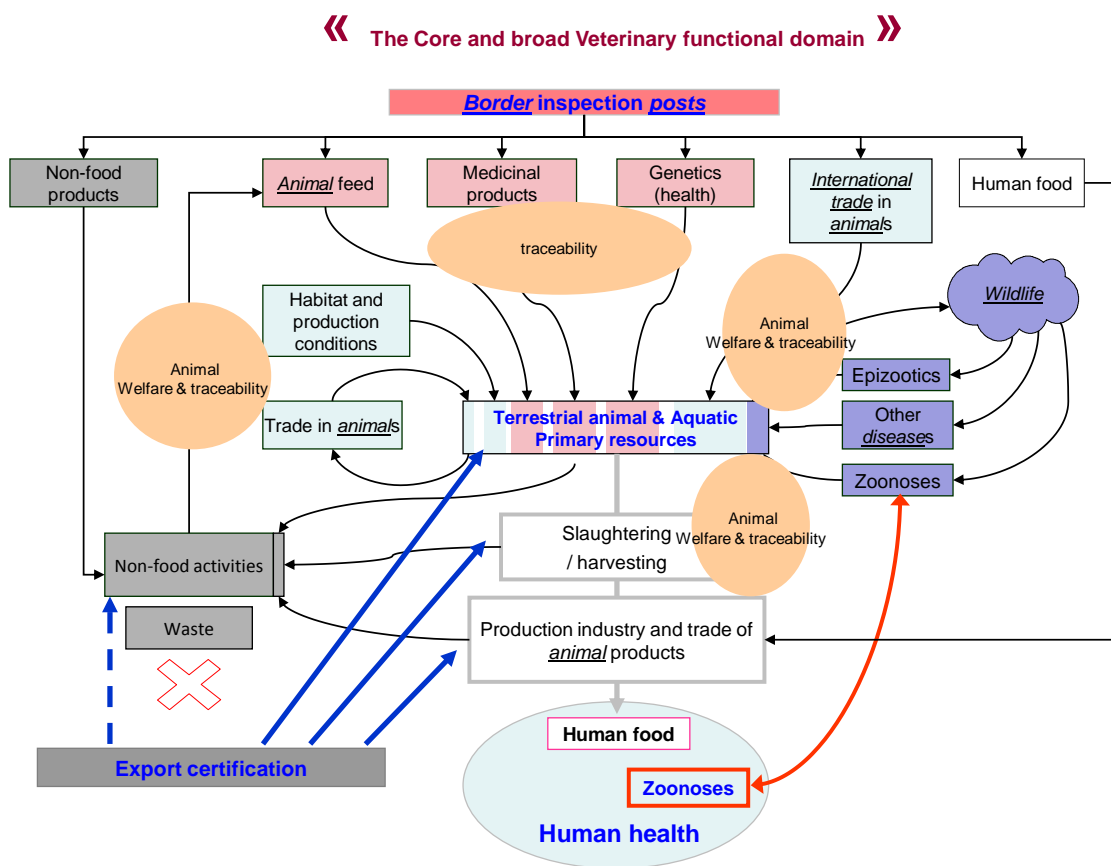 « The Core and broad Veterinary functional domain »
Border inspection posts
Non-food
products
Animal feed
Medicinal
products
Genetics
(health)
International
trade in
animals
Human food
traceability
Habitat and
production
conditions
Animal
Welfare & traceability
Animal
Welfare & traceability
Wildlife
Epizootics
Trade in animals
Terrestrial animal & Aquatic
Primary resources
Other
diseases
Zoonoses
Slaughtering
/ harvesting
Animal
Welfare & traceability
Non-food activities
Waste
Production industry and trade of
animal products
Human food
Export certification
Zoonoses
Human health